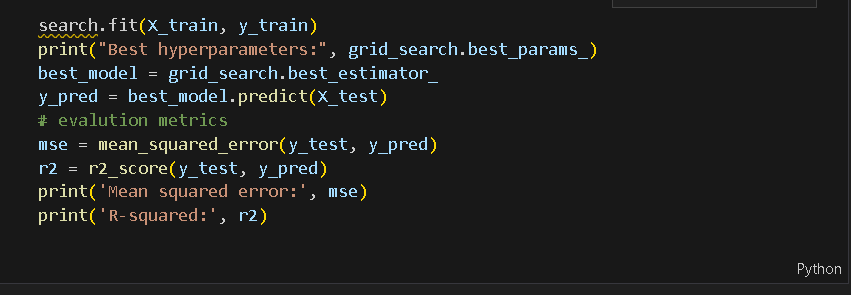 search.fit(X_train, y_train)
print("Best hyperparameters:", grid_search.best_params_)
best_model = grid_search.best_estimator_
y_pred = best_model.predict(X_test)
# evalution metrics
mse = mean_squared_error(y_test, y_pred)
r2 = r2_score(y_test, y_pred)
print('Mean squared error:', mse)
print('R-squared:', r2)
Python